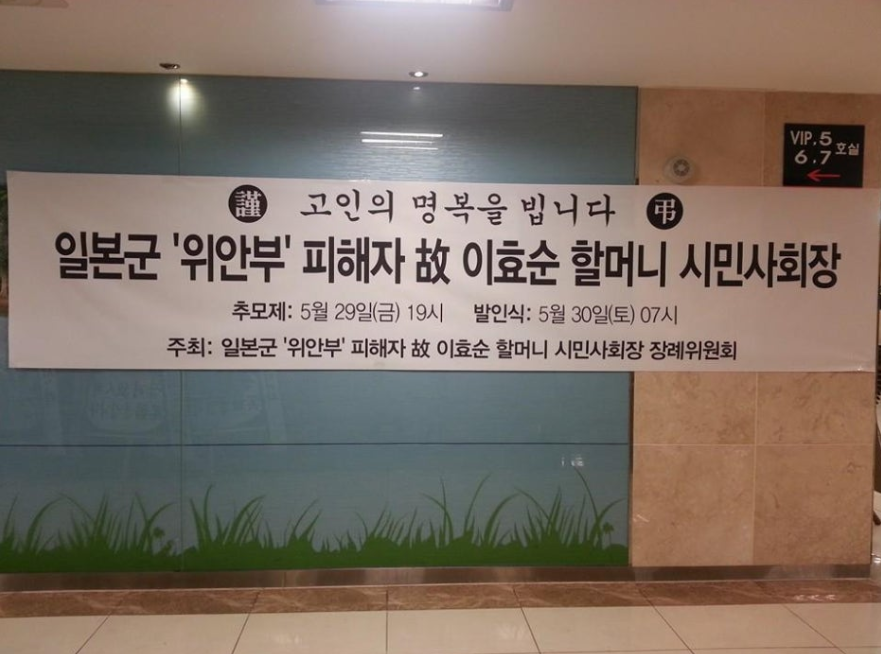 謹 고인의 명복을 빕니다 弔
일본군 '위안부' 피해자 故 이효순 할머니 시민사회장
추모제: 5월 29일(금) 19시 발인식: 5월 30일(토) 07시
주최: 일본군 '위안부' 피해자 故 이효순 할머니 시민사회장 장례위원회
VIP, 5
6, 7 호실